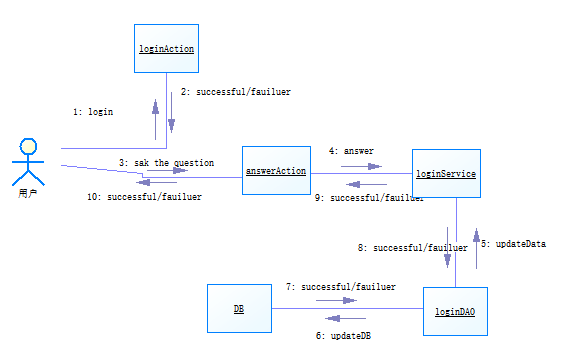 loginAction
2: successful/fauiluer
1: login
4: answer
3: sak the question
answerAction
loginService
用户
10: successful/fauiluer
9: successful/fauiluer
8: successful/fauiluer
5: updateData
7: successful/fauiluer
DB
loginDAO
6: updateDB